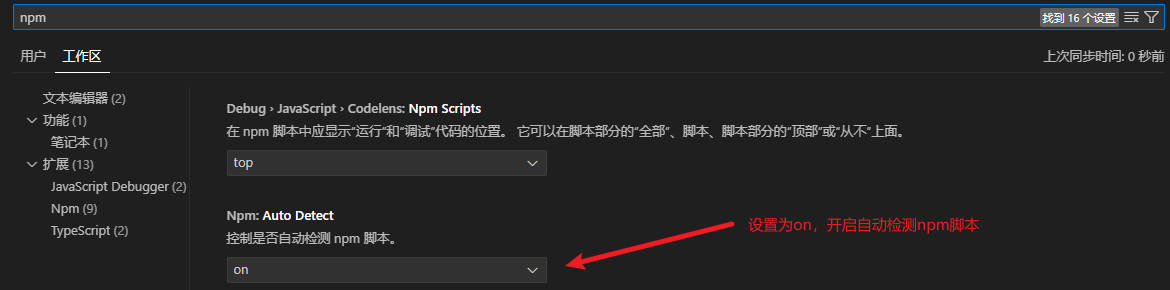 npm
找到 16 个设置
用户 工作区
上次同步时间: 0 秒前
文本编辑器 (2)
功能 (1)
笔记本 (1)
扩展 (13)
JavaScript Debugger (2)
Npm (9)
TypeScript (2)
Debug › JavaScript › Codelens: Npm Scripts
在 npm 脚本中应显示“运行”和“调试”代码的位置。 它可以在脚本部分的“全部”、脚本、脚本部分的“顶部”或“从不”上面。
top
Npm: Auto Detect
控制是否自动检测 npm 脚本。
on
设置为on，开启自动检测npm脚本